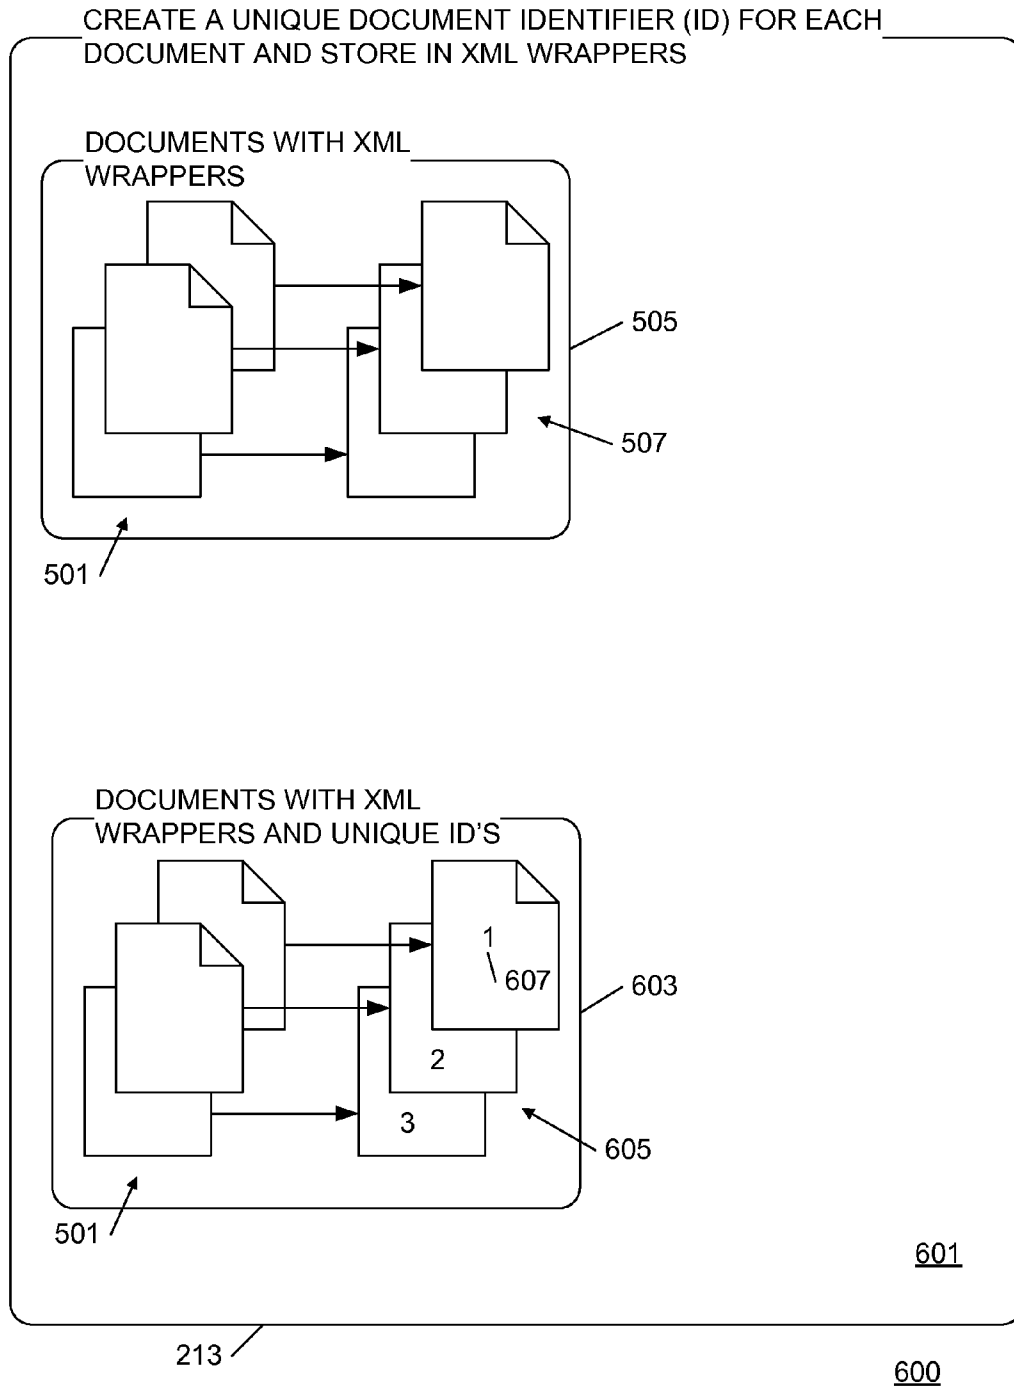 CREATE A UNIQUE DOCUMENT IDENTIFIER (ID) FOR EACH
DOCUMENT AND STORE IN XML WRAPPERS
DOCUMENTS WITH XML
WRAPPERS
505
507
501
DOCUMENTS WITH XML
WRAPPERS AND UNIQUE ID'S
1
607
603
2
3
605
501
601
213
600